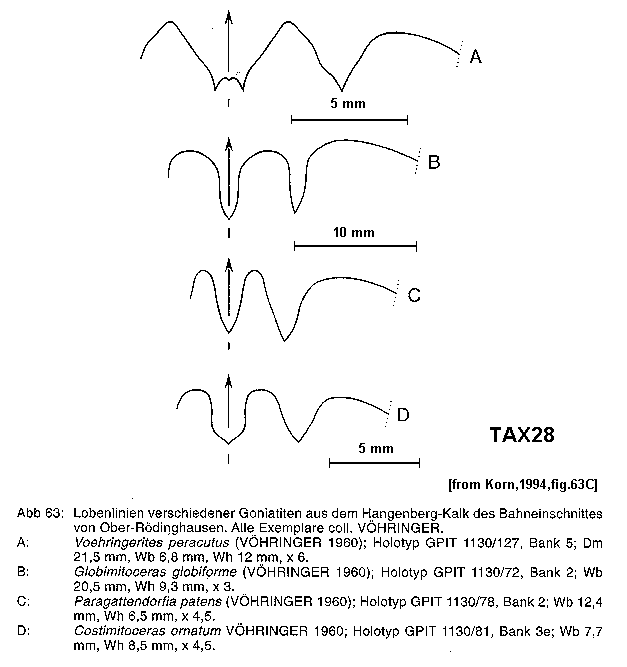 A
5 mm
B
10 mm
C
D
5 mm
TAX28
[from Korn,1994,fig.63C]
Abb 63: Lobenlinien verschiedener Goniatiten aus dem Hangenberg-Kalk des Bahneinschnittes
von Ober-Rödinghausen. Alle Exemplare coll. VÖHRINGER.
A: Voehringerites peracutus (VÖHRINGER 1960); Holotyp GPIT 1130/127, Bank 5; Dm
21,5 mm, Wb 6,8 mm, Wh 12 mm, x 6.
B: Globimitoceras globiforme (VÖHRINGER 1960); Holotyp GPIT 1130/72, Bank 2; Wb
20,5 mm, Wh 9,3 mm, x 3.
C: Paragattendorfia patens (VÖHRINGER 1960); Holotyp GPIT 1130/78, Bank 2; Wb 12,4
mm, Wh 6,5 mm, x 4,5.
D: Costimitoceras ornatum VÖHRINGER 1960; Holotyp GPIT 1130/81, Bank 3e; Wb 7,7
mm, Wh 8,5 mm, x 4,5.